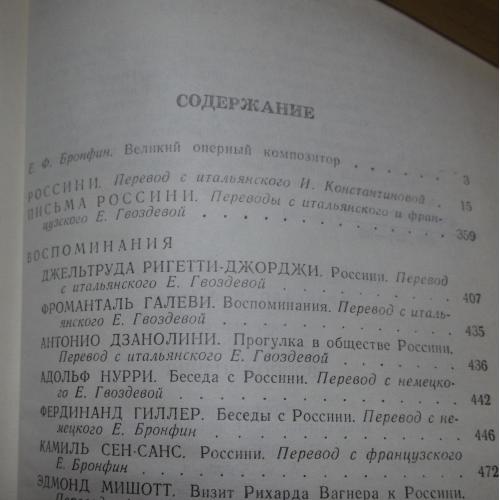 СОДЕРЖАНИЕ
Е. Ф. Бронфин. Великий оперный композитор . . . . . . 3
РОССИНИ. Перевод с итальянского И. Константиновой . 15
ПИСЬМА РОССИНИ. Переводы с итальянского и фран-
цузского Е. Гвоздевой . . . . . . . . . . 359
ВОСПОМИНАНИЯ
ДЖЕЛЬТРУДА РИГЕТТИ-ДЖОРДЖИ. Россини. Перевод
с итальянского Е. Гвоздевой . . . . . . . . 407
ФРОМАНТАЛЬ ГАЛЕВИ. Воспоминания. Перевод с италь-
янского Е. Гвоздевой . . . . . . . . . . 435
АНТОНИО ДЗАНОЛИНИ. Прогулка в обществе Россини.
Перевод с итальянского Е. Гвоздевой . . . . . . 436
АДОЛЬФ НУРРИ. Беседа с Россини. Перевод с немецко-
го Е. Гвоздевой . . . . . . . . . . . 442
ФЕРДИНАНД ГИЛЛЕР. Беседы с Россини. Перевод с не-
мецкого Е. Бронфин . . . . . . . . . . 446
КАМИЛЬ СЕН-САНС. Россини. Перевод с французского
Е. Бронфин . . . . . . . . . . . . 472
ЭДМОНД МИШОТТ. Визит Рихарда Вагнера к Россини.